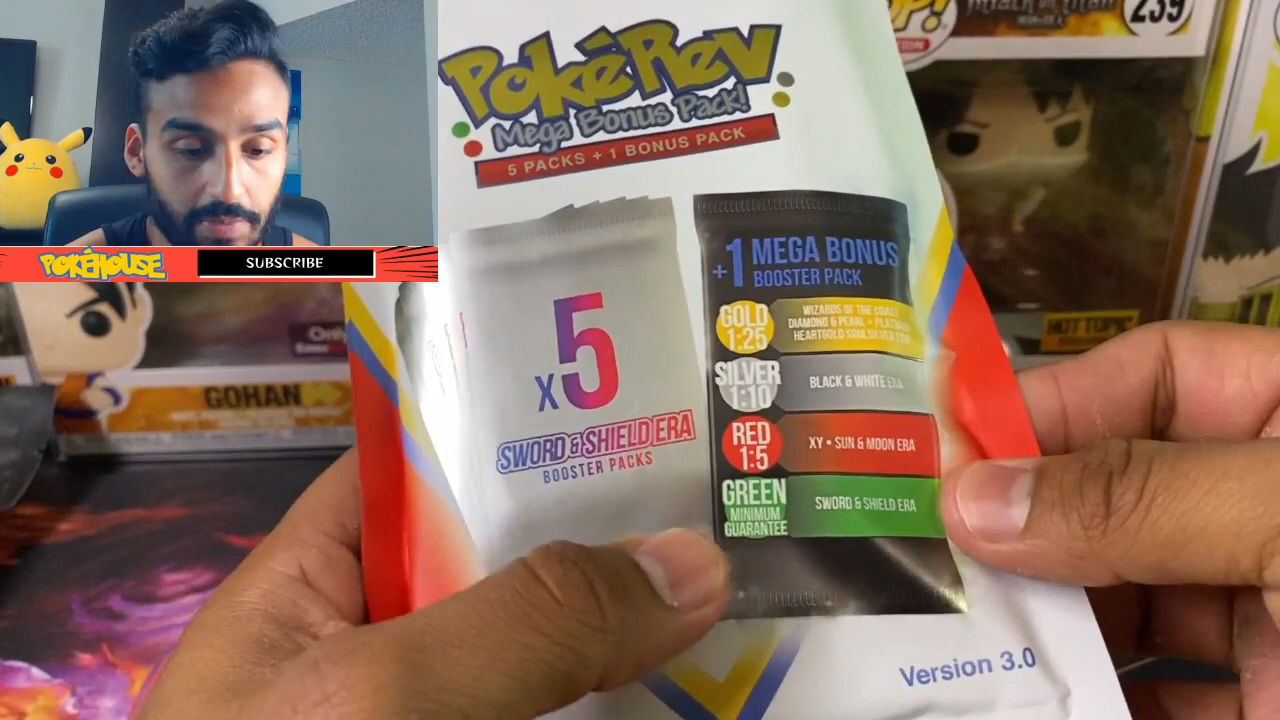 PokéRev
Mega Bonus Pack!
5 PACKS + 1 BONUS PACK
239
POKÉHOUSE
SUBSCRIBE
GOHAN
HOT TOPIC
x5
SWORD & SHIELD ERA
BOOSTER PACKS
+1 MEGA BONUS
BOOSTER PACK
GOLD
1:25
WIZARDS OF THE COAST
DIAMOND & PEARL • PLATINUM
HEARTGOLD SOULSILVER ERA
SILVER
1:10
BLACK & WHITE ERA
RED
1:5
XY • SUN & MOON ERA
GREEN
MINIMUM
GUARANTEE
SWORD & SHIELD ERA
Version 3.0